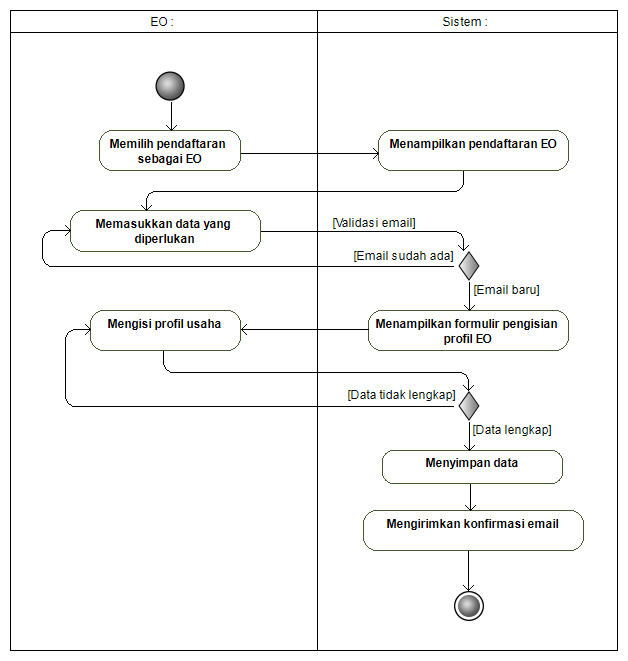 EO :
Sistem :
Memilih pendaftaran
sebagai EO
Menampilkan pendaftaran EO
Memasukkan data yang
diperlukan
[Validasi email]
[Email sudah ada]
[Email baru]
Mengisi profil usaha
Menampilkan formulir pengisian
profil EO
[Data tidak lengkap]
[Data lengkap]
Menyimpan data
Mengirimkan konfirmasi email